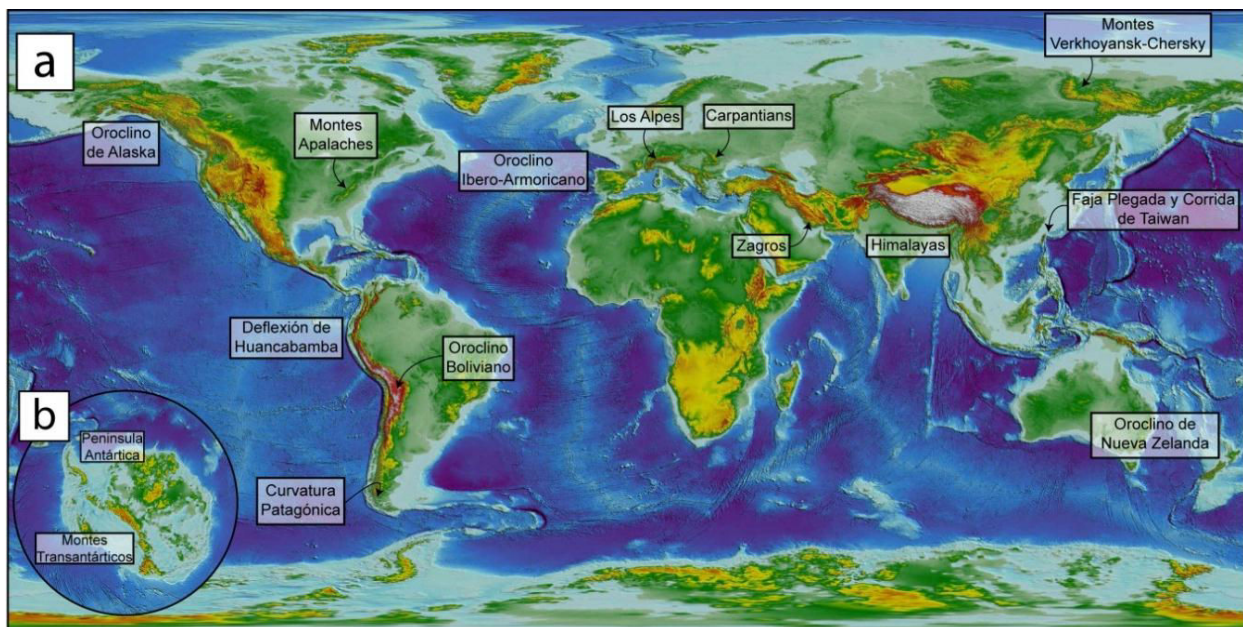 a
Montes
Verkhoyansk-Chersky
Oroclino
de Alaska
Montes
Apalaches
Los Alpes
Carpantians
Oroclino
Ibero-Armoricano
Faja Plegada y Corrida
de Taiwan
Zagros
Himalayas
Deflexión de
Huancabamba
Oroclino
Boliviano
b
Peninsula
Antártica
Oroclino de
Nueva Zelanda
Curvatura
Patagónica
Montes
Transantárticos